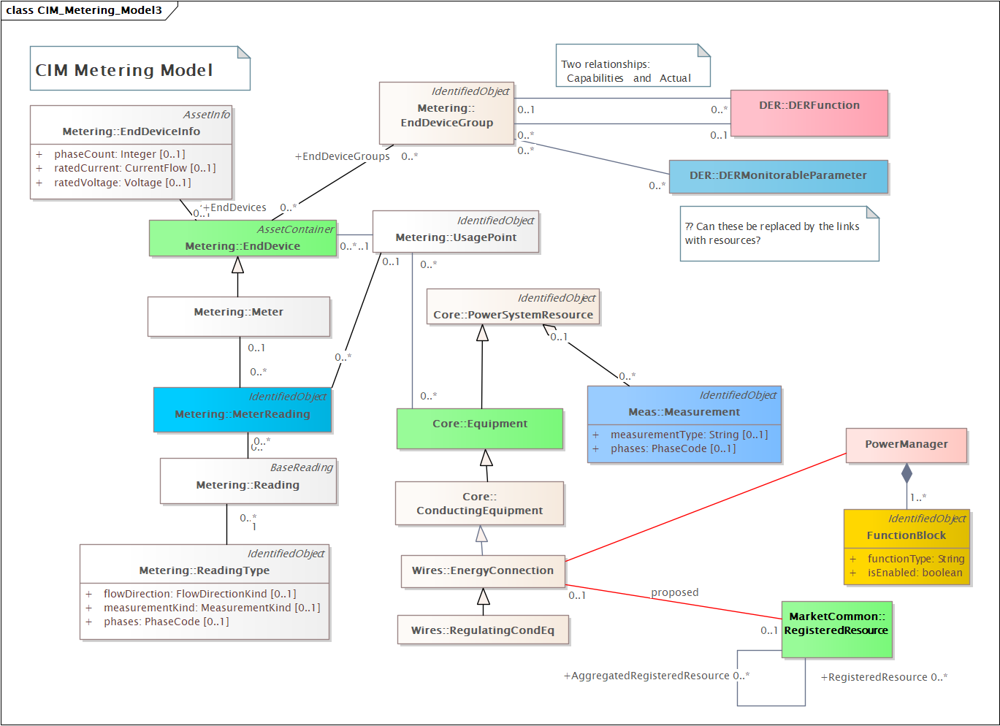 class CIM_Metering_Model3
CIM Metering Model
Two relationships:
Capabilities and Actual
IdentifiedObject
Metering::
EndDeviceGroup
0..1
0..*
0..*
0..1
0..*
0..*
DER::DERFunction
DER::DERMonitorableParameter
?? Can these be replaced by the links
with resources?
AssetInfo
Metering::EndDeviceInfo
+ phaseCount: Integer [0..1]
+ ratedCurrent: CurrentFlow [0..1]
+ ratedVoltage: Voltage [0..1]
+EndDeviceGroups 0..*
+EndDevices 0..*
0..1
AssetContainer
Metering::EndDevice
0..*
..1
IdentifiedObject
Metering::UsagePoint
0..1
0..*
Metering::Meter
0..1
0..*
0..*
IdentifiedObject
Metering::MeterReading
0..*
0..
BaseReading
Metering::Reading
0..*
1
IdentifiedObject
Metering::ReadingType
+ flowDirection: FlowDirectionKind [0..1]
+ measurementKind: MeasurementKind [0..1]
+ phases: PhaseCode [0..1]
IdentifiedObject
Core::PowerSystemResource
0..1
0..*
0..*
IdentifiedObject
Meas::Measurement
+ measurementType: String [0..1]
+ phases: PhaseCode [0..1]
Core::Equipment
Core::
ConductingEquipment
Wires::EnergyConnection
0..1
proposed
Wires::RegulatingCondEq
PowerManager
1..*
IdentifiedObject
FunctionBlock
+ functionType: String
+ isEnabled: boolean
MarketCommon::
RegisteredResource
0..1
+AggregatedRegisteredResource 0..*
+RegisteredResource 0..*